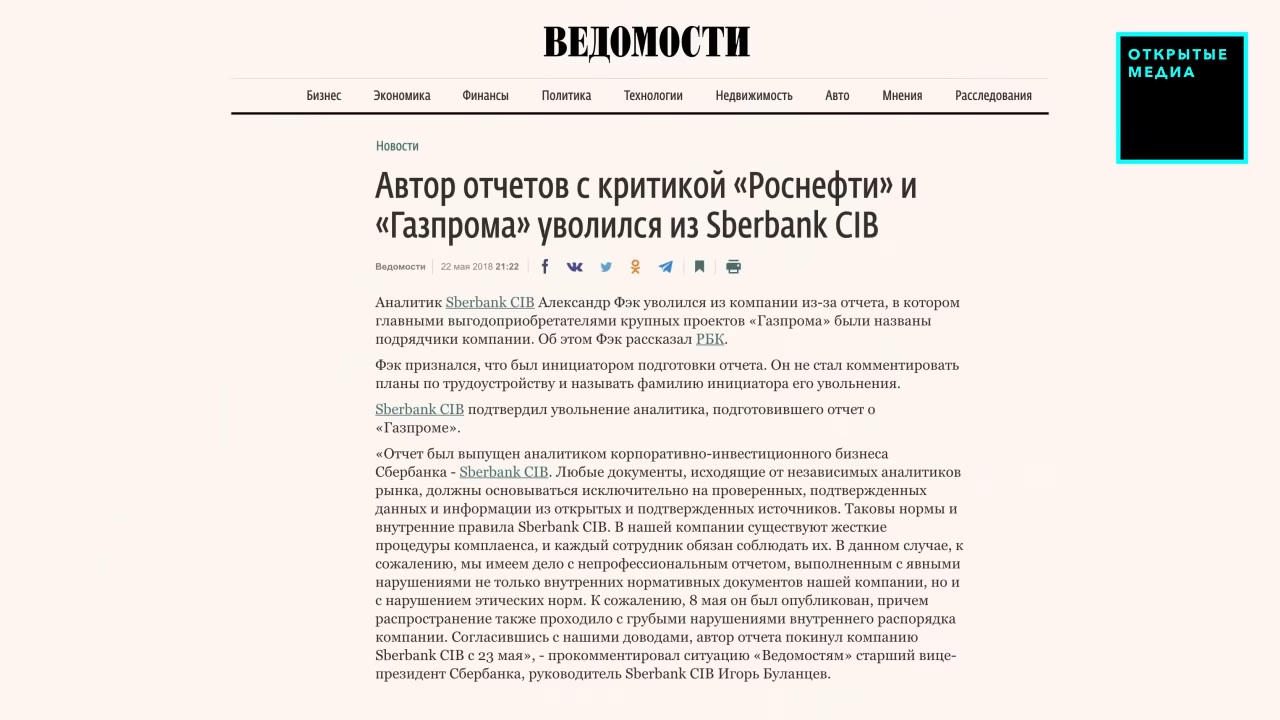 ВЕДОМОСТИ
ОТКРЫТЫЕ
МЕДИА
Бизнес Экономика Финансы Политика Технологии Недвижимость Авто Мнения Расследования
Новости
Автор отчетов с критикой «Роснефти» и
«Газпрома» уволился из Sberbank CIB
Ведомости 22 мая 2018 21:22
Аналитик Sberbank CIB Александр Фэк уволился из компании из-за отчета, в котором
главными выгодоприобретателями крупных проектов «Газпрома» были названы
подрядчики компании. Об этом Фэк рассказал РБК.
Фэк признался, что был инициатором подготовки отчета. Он не стал комментировать
планы по трудоустройству и называть фамилию инициатора его увольнения.
Sberbank CIB подтвердил увольнение аналитика, подготовившего отчет о
«Газпроме».
«Отчет был выпущен аналитиком корпоративно-инвестиционного бизнеса
Сбербанка - Sberbank CIB. Любые документы, исходящие от независимых аналитиков
рынка, должны основываться исключительно на проверенных, подтвержденных
данных и информации из открытых и подтвержденных источников. Таковы нормы и
внутренние правила Sberbank CIB. В нашей компании существуют жесткие
процедуры комплаенса, и каждый сотрудник обязан соблюдать их. В данном случае, к
сожалению, мы имеем дело с непрофессиональным отчетом, выполненным с явными
нарушениями не только внутренних нормативных документов нашей компании, но и
с нарушением этических норм. К сожалению, 8 мая он был опубликован, причем
распространение также проходило с грубыми нарушениями внутреннего распорядка
компании. Согласившись с нашими доводами, автор отчета покинул компанию
Sberbank CIB с 23 мая», - прокомментировал ситуацию «Ведомостям» старший вице-
президент Сбербанка, руководитель Sberbank CIB Игорь Буланцев.